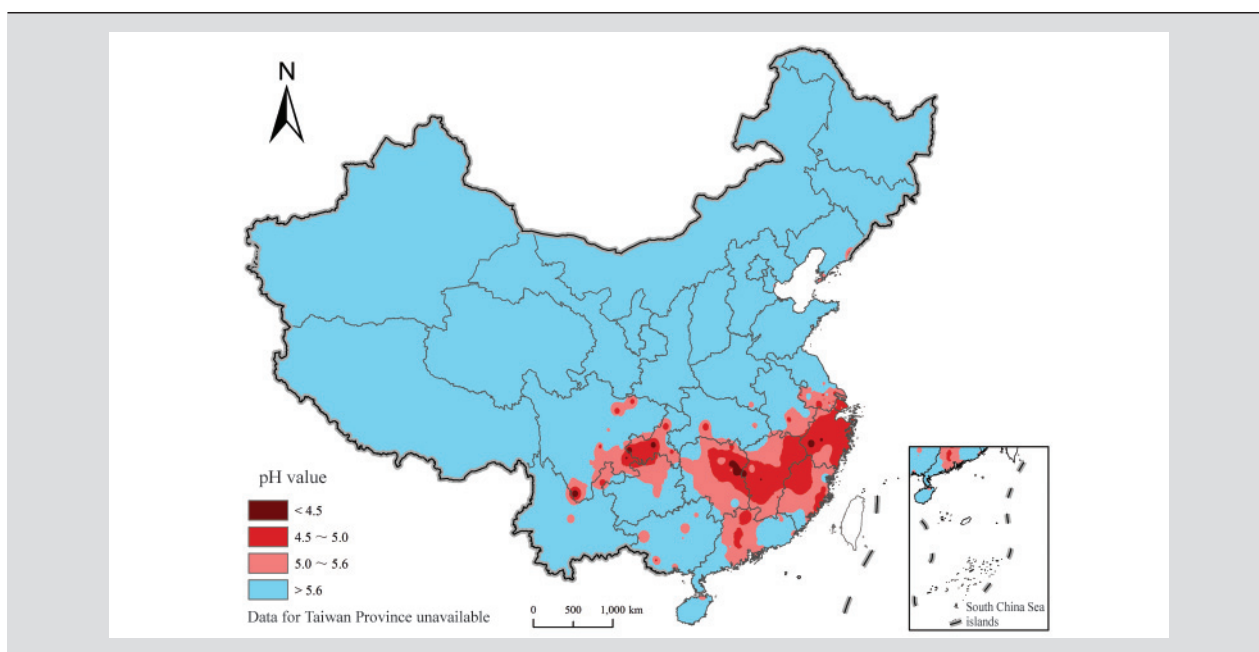 N
pH value
< 4.5
4.5 ～ 5.0
5.0 ～ 5.6
> 5.6
Data for Taiwan Province unavailable
0 500 1,000 km
South China Sea
islands